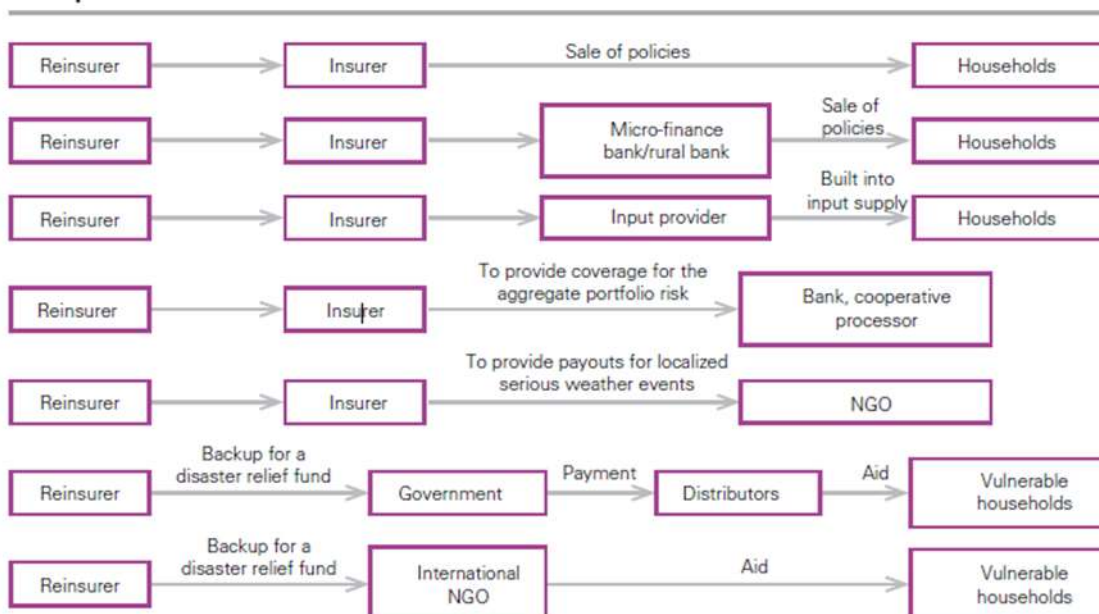 Reinsurer
Insurer
Sale of policies
Households
Reinsurer
Insurer
Micro-finance
bank/rural bank
Sale of
policies
Households
Reinsurer
Insurer
Input provider
Built into
input supply
Households
Reinsurer
Insurer
To provide coverage for the
aggregate portfolio risk
Bank, cooperative
processor
Reinsurer
Insurer
To provide payouts for localized
serious weather events
NGO
Reinsurer
Backup for a
disaster relief fund
Government
Payment
Distributors
Aid
Vulnerable
households
Reinsurer
Backup for a
disaster relief fund
International
NGO
Aid
Vulnerable
households